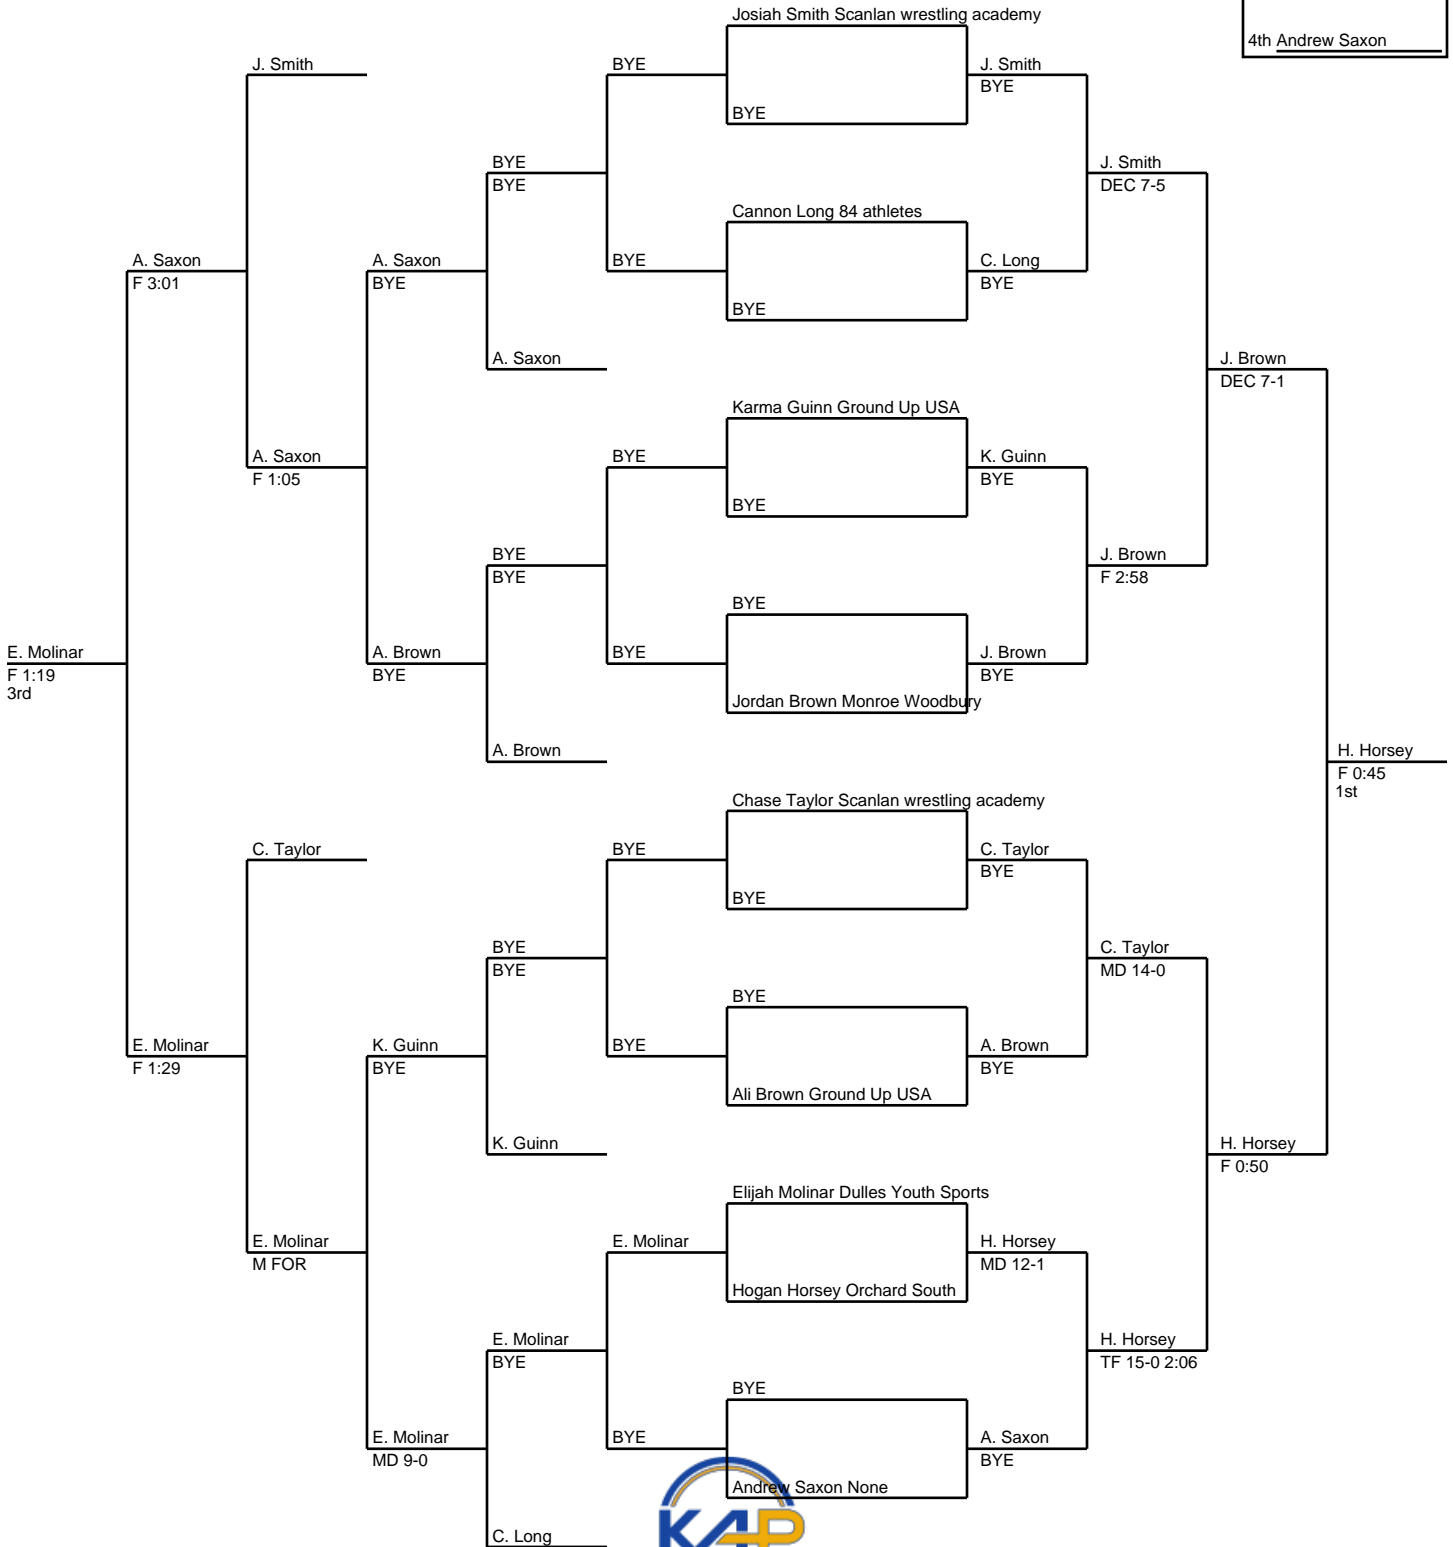 Josiah Smith Scanlan wrestling academy
4th Andrew Saxon
J. Smith
BYE
J. Smith
BYE
BYE
BYE
J. Smith
BYE
DEC 7-5
Cannon Long 84 athletes
A. Saxon
A. Saxon
BYE
C. Long
F 3:01
BYE
BYE
BYE
A. Saxon
J. Brown
DEC 7-1
Karma Guinn Ground Up USA
A. Saxon
BYE
K. Guinn
F 1:05
BYE
BYE
BYE
J. Brown
BYE
F 2:58
BYE
E. Molinar
A. Brown
BYE
J. Brown
F 1:19
BYE
BYE
3rd
Jordan Brown Monroe Woodbury
A. Brown
H. Horsey
F 0:45
1st
Chase Taylor Scanlan wrestling academy
C. Taylor
BYE
C. Taylor
BYE
BYE
BYE
C. Taylor
BYE
MD 14-0
BYE
E. Molinar
K. Guinn
BYE
A. Brown
F 1:29
BYE
BYE
Ali Brown Ground Up USA
K. Guinn
H. Horsey
F 0:50
Elijah Molinar Dulles Youth Sports
E. Molinar
E. Molinar
H. Horsey
M FOR
MD 12-1
Hogan Horsey Orchard South
E. Molinar
H. Horsey
BYE
TF 15-0 2:06
BYE
E. Molinar
BYE
A. Saxon
MD 9-0
BYE
Andrew Saxon None
C. Long
KAP